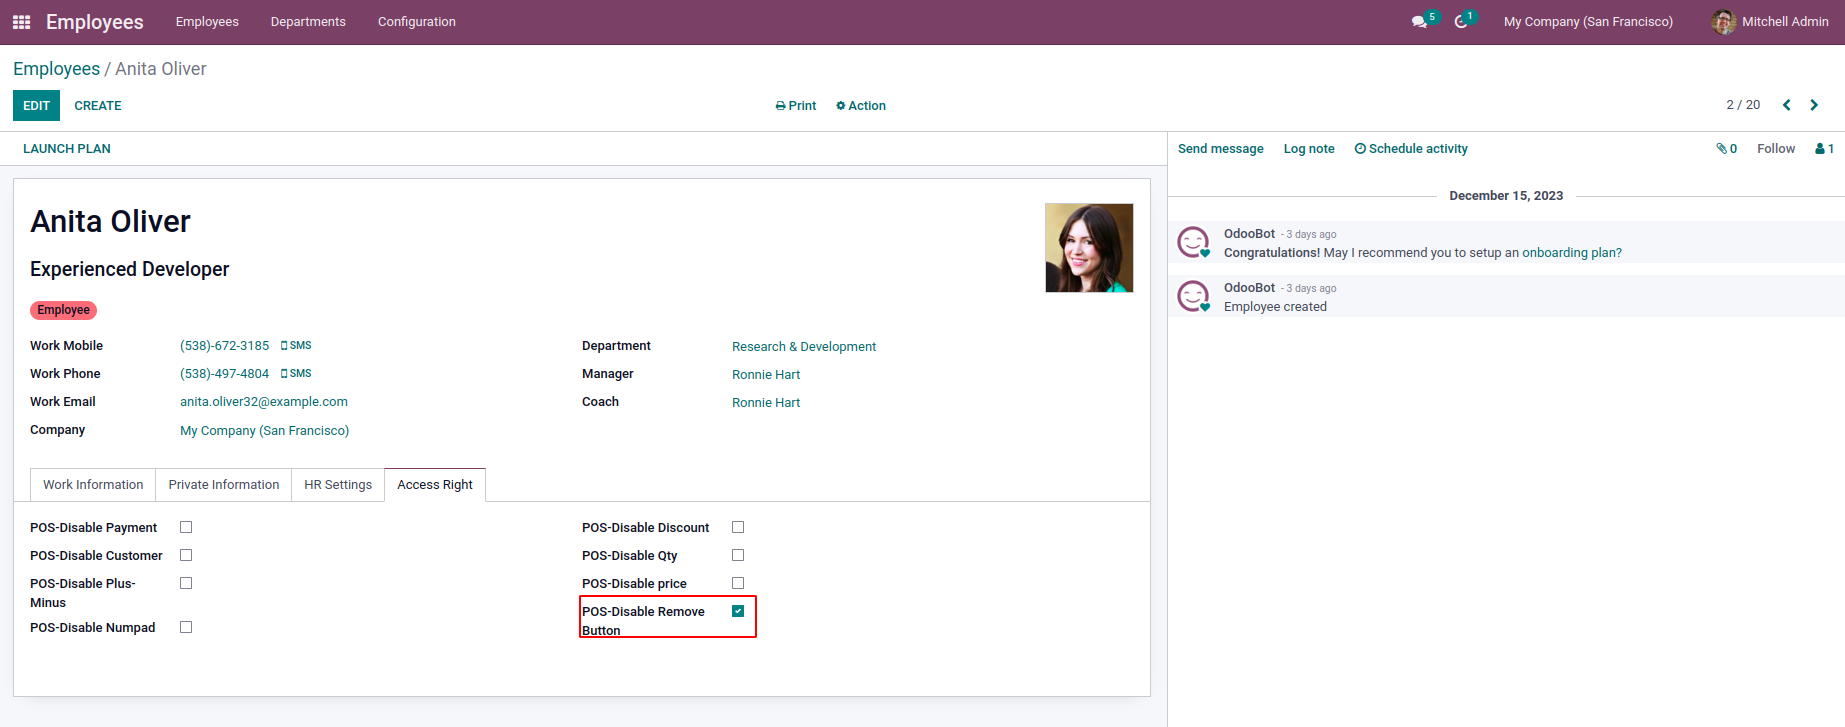 Employees Employees Departments Configuration 5 1 My Company (San Francisco) Mitchell Admin
Employees / Anita Oliver
EDIT CREATE Print Action 2 / 20
LAUNCH PLAN
Send message Log note Schedule activity 0 Follow 1
Anita Oliver
Experienced Developer
Employee
Work Mobile (538)-672-3185 SMS
Work Phone (538)-497-4804 SMS
Work Email anita.oliver32@example.com
Company My Company (San Francisco)
Department Research & Development
Manager Ronnie Hart
Coach Ronnie Hart
Work Information Private Information HR Settings Access Right
POS-Disable Payment
POS-Disable Customer
POS-Disable Plus-
Minus
POS-Disable Numpad
POS-Disable Discount
POS-Disable Qty
POS-Disable price
POS-Disable Remove
Button
December 15, 2023
OdooBot - 3 days ago
Congratulations! May I recommend you to setup an onboarding plan?
OdooBot - 3 days ago
Employee created